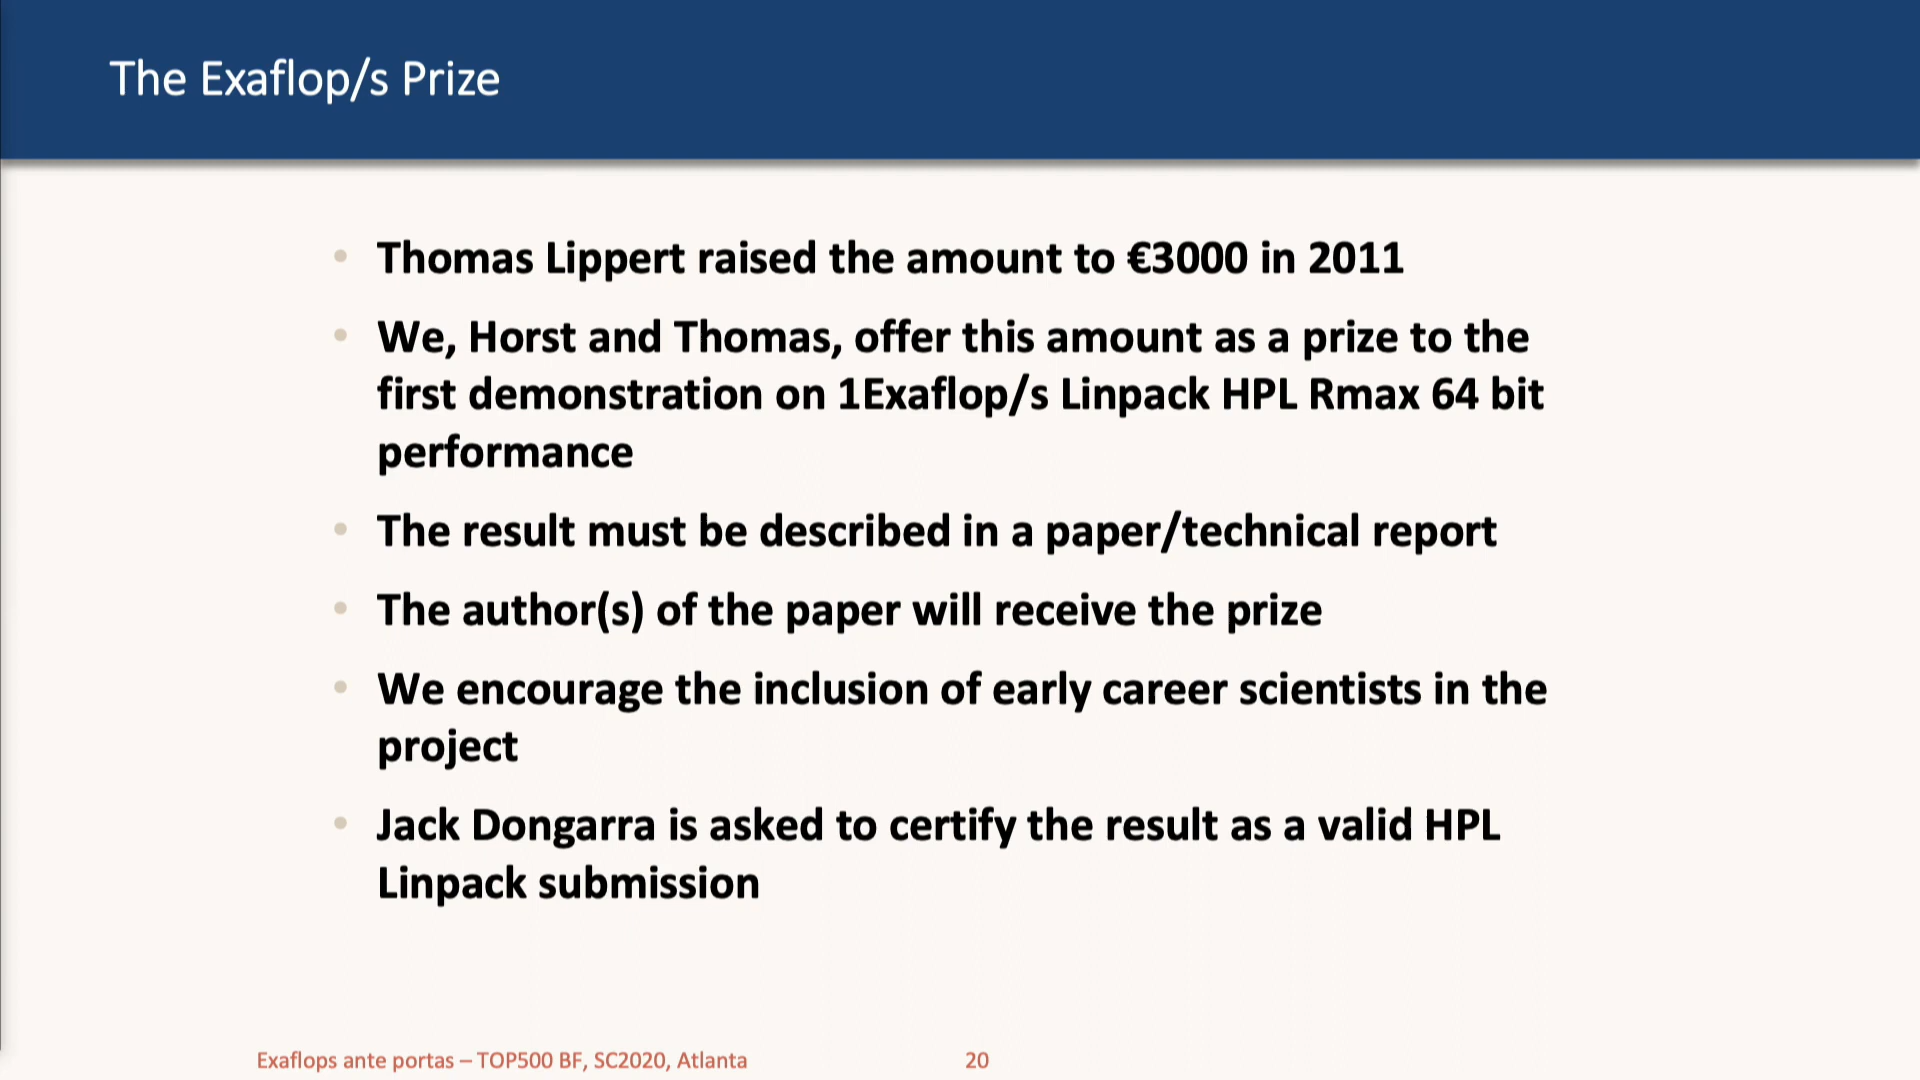 The Exaflop/s Prize
• Thomas Lippert raised the amount to €3000 in 2011
• We, Horst and Thomas, offer this amount as a prize to the
first demonstration on 1Exaflop/s Linpack HPL Rmax 64 bit
performance
• The result must be described in a paper/technical report
• The author(s) of the paper will receive the prize
• We encourage the inclusion of early career scientists in the
project
• Jack Dongarra is asked to certify the result as a valid HPL
Linpack submission
Exaflops ante portas – TOP500 BF, SC2020, Atlanta 20